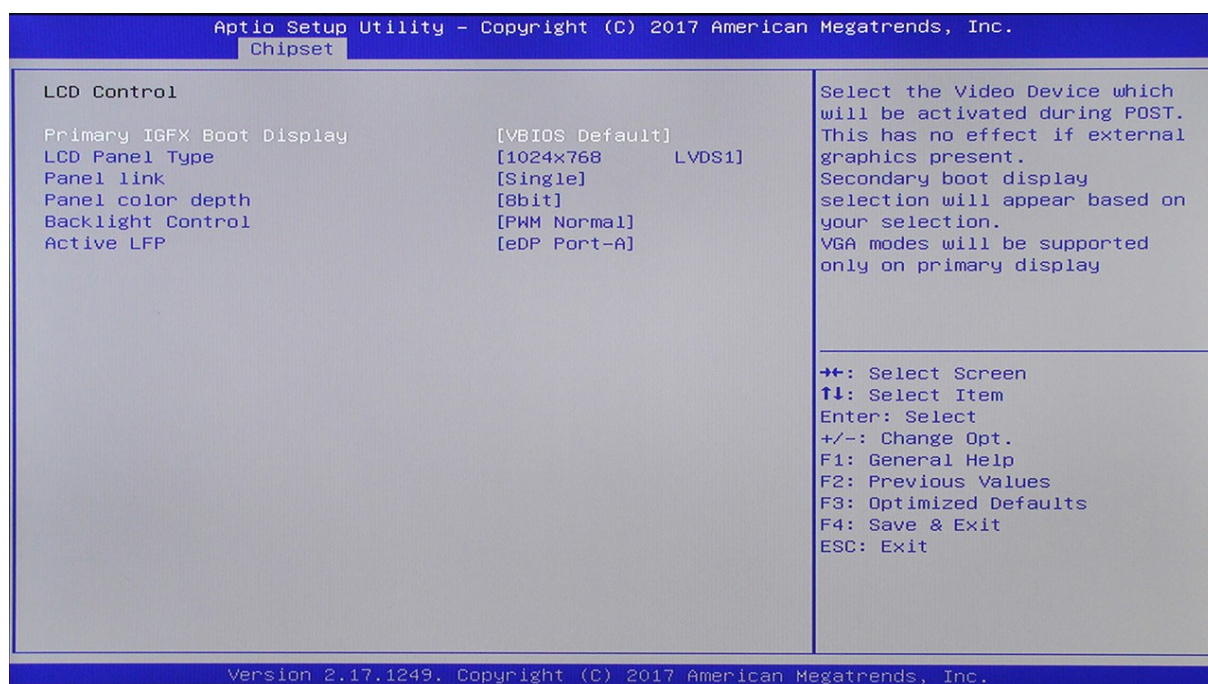 Aptio Setup Utility – Copyright (C) 2017 American Megatrends, Inc.
Chipset
LCD Control
Primary IGFX Boot Display [VBIOS Default]
LCD Panel Type [1024x768 LVDS1]
Panel link [Single]
Panel color depth [8bit]
Backlight Control [PWM Normal]
Active LFP [eDP Port-A]
Select the Video Device which
will be activated during POST.
This has no effect if external
graphics present.
Secondary boot display
selection will appear based on
your selection.
VGA modes will be supported
only on primary display
→←: Select Screen
↑↓: Select Item
Enter: Select
+/-: Change Opt.
F1: General Help
F2: Previous Values
F3: Optimized Defaults
F4: Save & Exit
ESC: Exit
Version 2.17.1249. Copyright (C) 2017 American Megatrends, Inc.